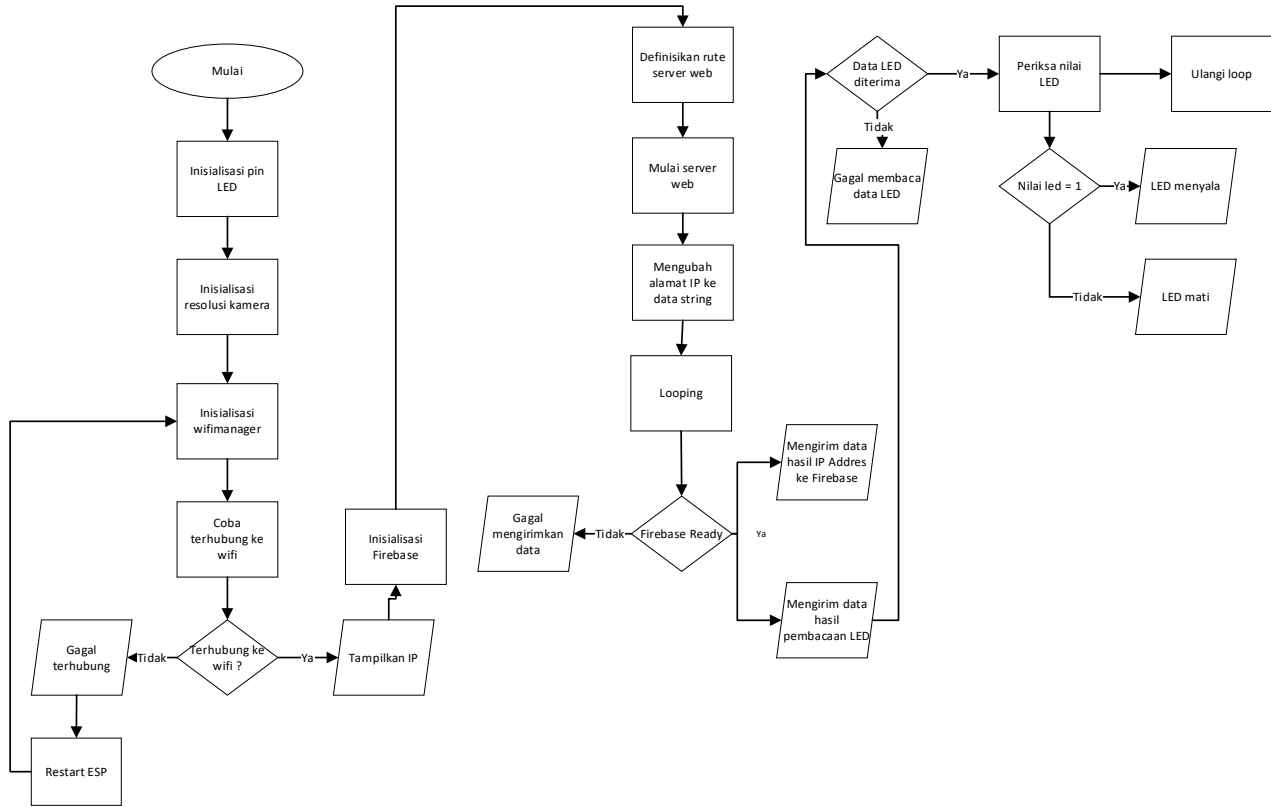 Mulai
Inisialisasi pin
LED
Inisialisasi
resolusi kamera
Inisialisasi
wifimanager
Coba
terhubung ke
wifi
Terhubung ke
wifi ?
Tidak
Gagal
terhubung
Restart ESP
Ya
Tampilkan IP
Inisialisasi
Firebase
Definisikan rute
server web
Mulai server
web
Mengubah
alamat IP ke
data string
Looping
Firebase Ready
Tidak
Gagal
mengirimkan
data
Ya
Mengirim data
hasil IP Addres
ke Firebase
Mengirim data
hasil
pembacaan LED
Data LED
diterima
Tidak
Gagal membaca
data LED
Ya
Periksa nilai
LED
Ulangi loop
Nilai led = 1
Ya
LED menyala
Tidak
LED mati